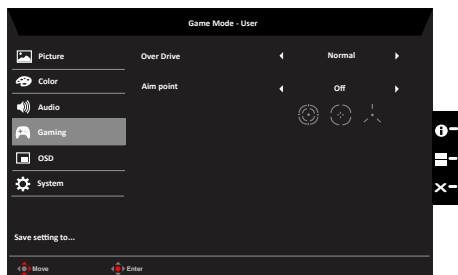 Game Mode - User
Picture
Over Drive Normal
Color
Aim point Off
Audio
Gaming
OSD
System
Save setting to...
Move Enter